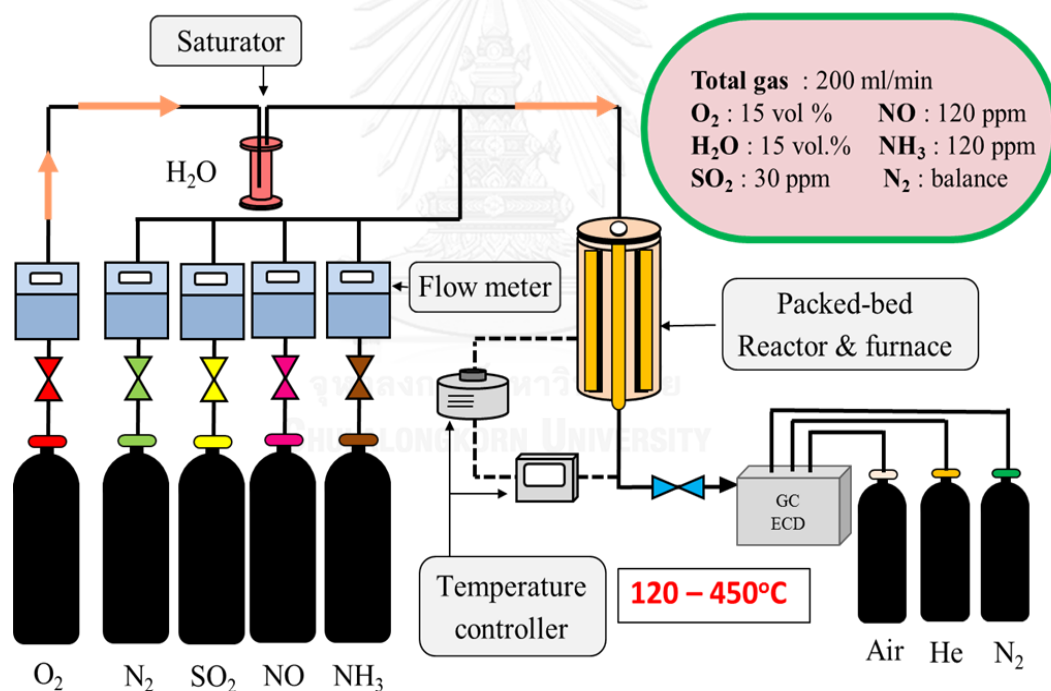 Saturator
Total gas : 200 ml/min
O₂ : 15 vol % NO : 120 ppm
H₂O : 15 vol.% NH₃ : 120 ppm
SO₂ : 30 ppm N₂ : balance
H₂O
Flow meter
Packed-bed
Reactor & furnace
CHULALONGKORN UNIVERSITY
GC
ECD
Temperature
controller
120 – 450°C
O₂ N₂ SO₂ NO NH₃
Air He N₂